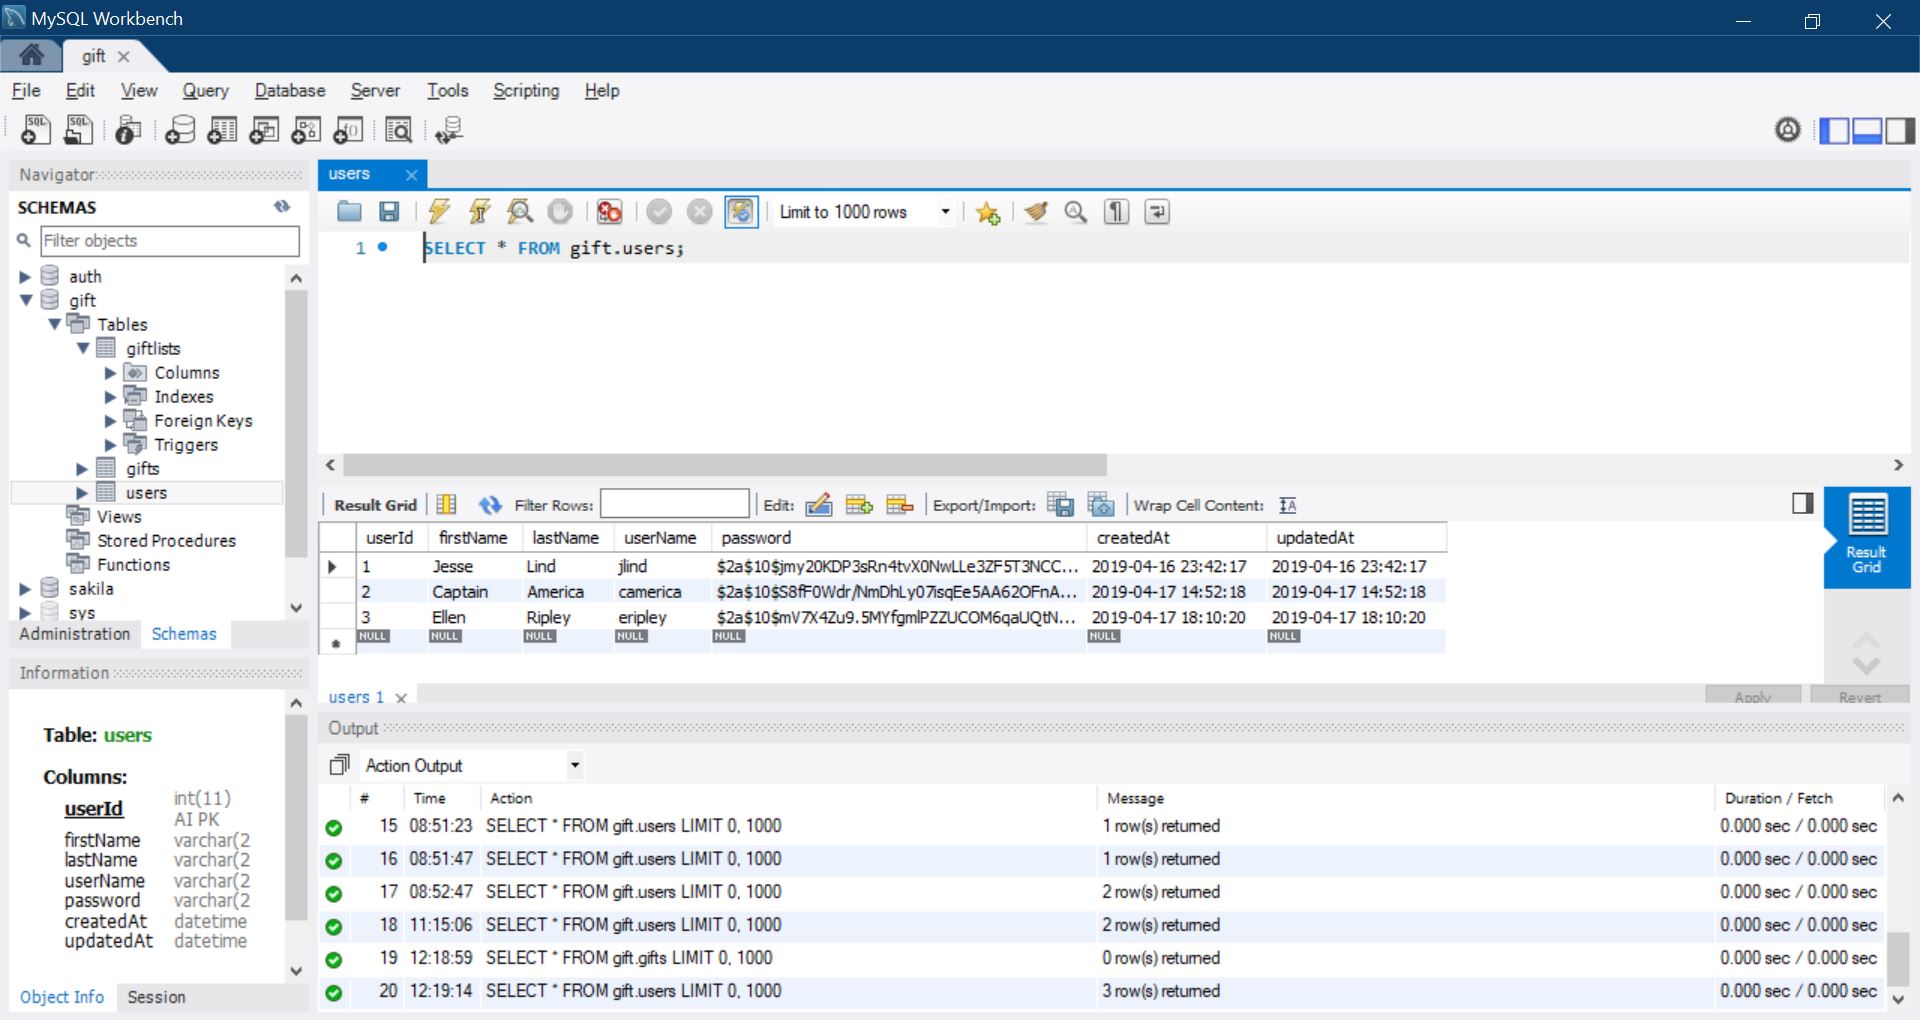 MySQL Workbench
gift
File Edit View Query Database Server Tools Scripting Help
Navigator
SCHEMAS
Filter objects
auth
gift
Tables
giftlists
Columns
Indexes
Foreign Keys
Triggers
gifts
users
Views
Stored Procedures
Functions
sakila
sys
Administration Schemas
Information
Table: users
Columns:
userId int(11) AI PK
firstName varchar(2
lastName varchar(2
userName varchar(2
password varchar(2
createdAt datetime
updatedAt datetime
Object Info Session
users
Limit to 1000 rows
1 SELECT * FROM gift.users;
Result Grid Filter Rows: Edit: Export/Import: Wrap Cell Content:
userId firstName lastName userName password createdAt updatedAt
1 Jesse Lind jlind $2a$10$jmy20KDP3sRn4tvX0NwLLe3ZF5T3NCC... 2019-04-16 23:42:17 2019-04-16 23:42:17
2 Captain America camerica $2a$10$S8fF0Wdr/NmDhLy07isqEe5AA62OFnA... 2019-04-17 14:52:18 2019-04-17 14:52:18
3 Ellen Ripley eripley $2a$10$mV7X4Zu9.5MYfgmlPZZUCOM6qaUQtN... 2019-04-17 18:10:20 2019-04-17 18:10:20
NULL NULL NULL NULL NULL NULL NULL
Result Grid
users 1
Apply Revert
Output
Action Output
# Time Action Message Duration / Fetch
15 08:51:23 SELECT * FROM gift.users LIMIT 0, 1000 1 row(s) returned 0.000 sec / 0.000 sec
16 08:51:47 SELECT * FROM gift.users LIMIT 0, 1000 1 row(s) returned 0.000 sec / 0.000 sec
17 08:52:47 SELECT * FROM gift.users LIMIT 0, 1000 2 row(s) returned 0.000 sec / 0.000 sec
18 11:15:06 SELECT * FROM gift.users LIMIT 0, 1000 2 row(s) returned 0.000 sec / 0.000 sec
19 12:18:59 SELECT * FROM gift.gifts LIMIT 0, 1000 0 row(s) returned 0.000 sec / 0.000 sec
20 12:19:14 SELECT * FROM gift.users LIMIT 0, 1000 3 row(s) returned 0.000 sec / 0.000 sec